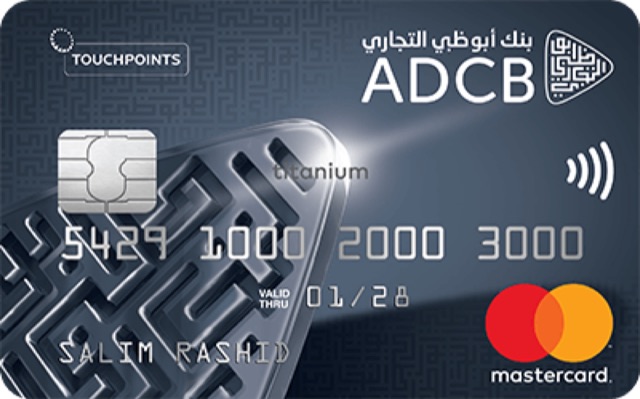 TOUCHPOINTS
بنك أبوظبي التجاري
ADCB
titanium
5429 1000 2000 3000
VALID THRU 01/28
SALIM RASHID
mastercard.